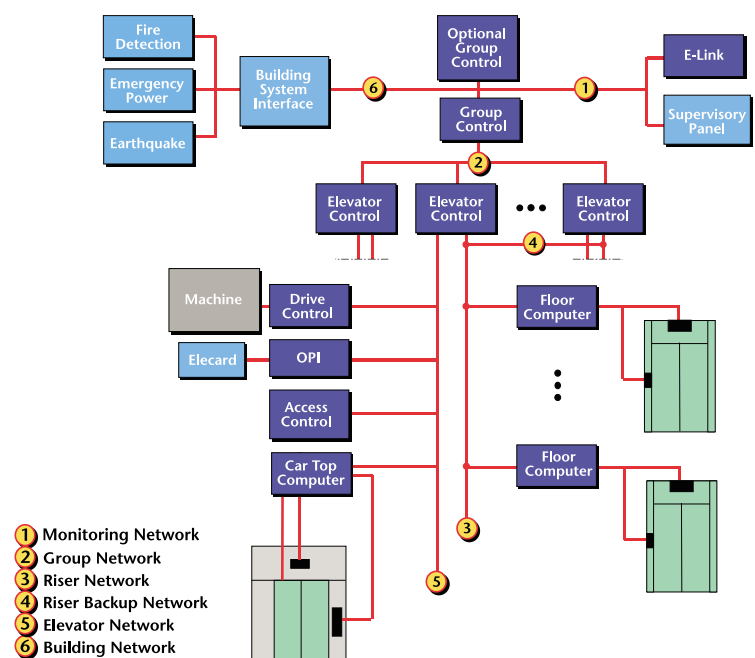 Fire
Detection
Emergency
Power
Earthquake
Building
System
Interface
6
Optional
Group
Control
Group
Control
1
E-Link
Supervisory
Panel
2
Elevator
Control
Elevator
Control
Elevator
Control
4
Machine
Drive
Control
Elecard
OPI
Access
Control
Car Top
Computer
Floor
Computer
Floor
Computer
3
5
1 Monitoring Network
2 Group Network
3 Riser Network
4 Riser Backup Network
5 Elevator Network
6 Building Network